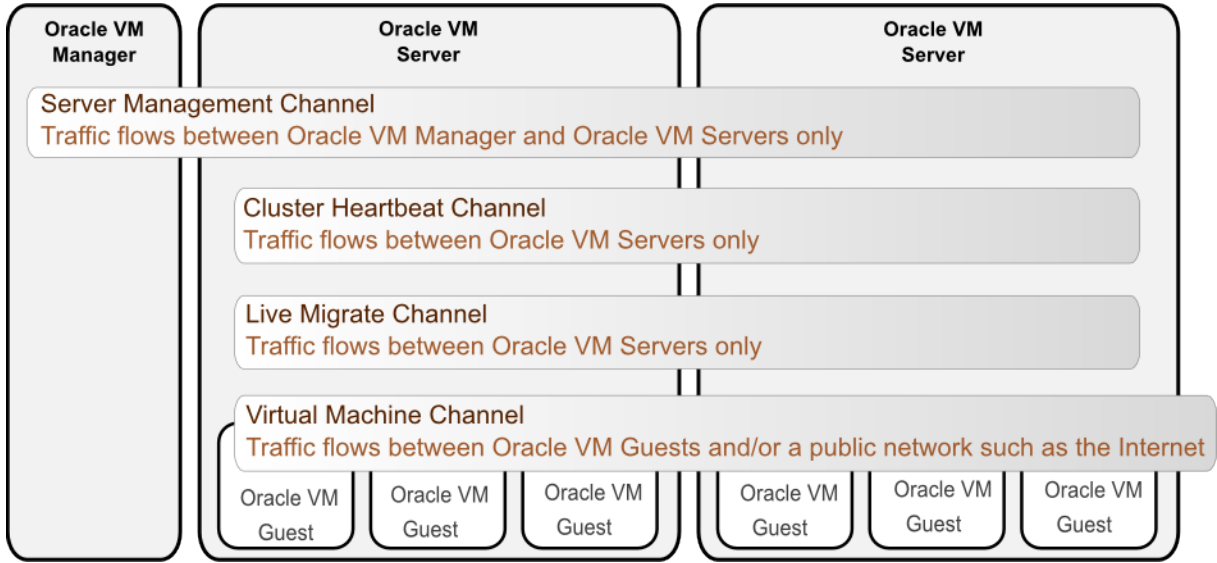 Oracle VM
Manager
Oracle VM
Server
Oracle VM
Server
Server Management Channel
Traffic flows between Oracle VM Manager and Oracle VM Servers only
Cluster Heartbeat Channel
Traffic flows between Oracle VM Servers only
Live Migrate Channel
Traffic flows between Oracle VM Servers only
Virtual Machine Channel
Traffic flows between Oracle VM Guests and/or a public network such as the Internet
Oracle VM
Guest
Oracle VM
Guest
Oracle VM
Guest
Oracle VM
Guest
Oracle VM
Guest
Oracle VM
Guest